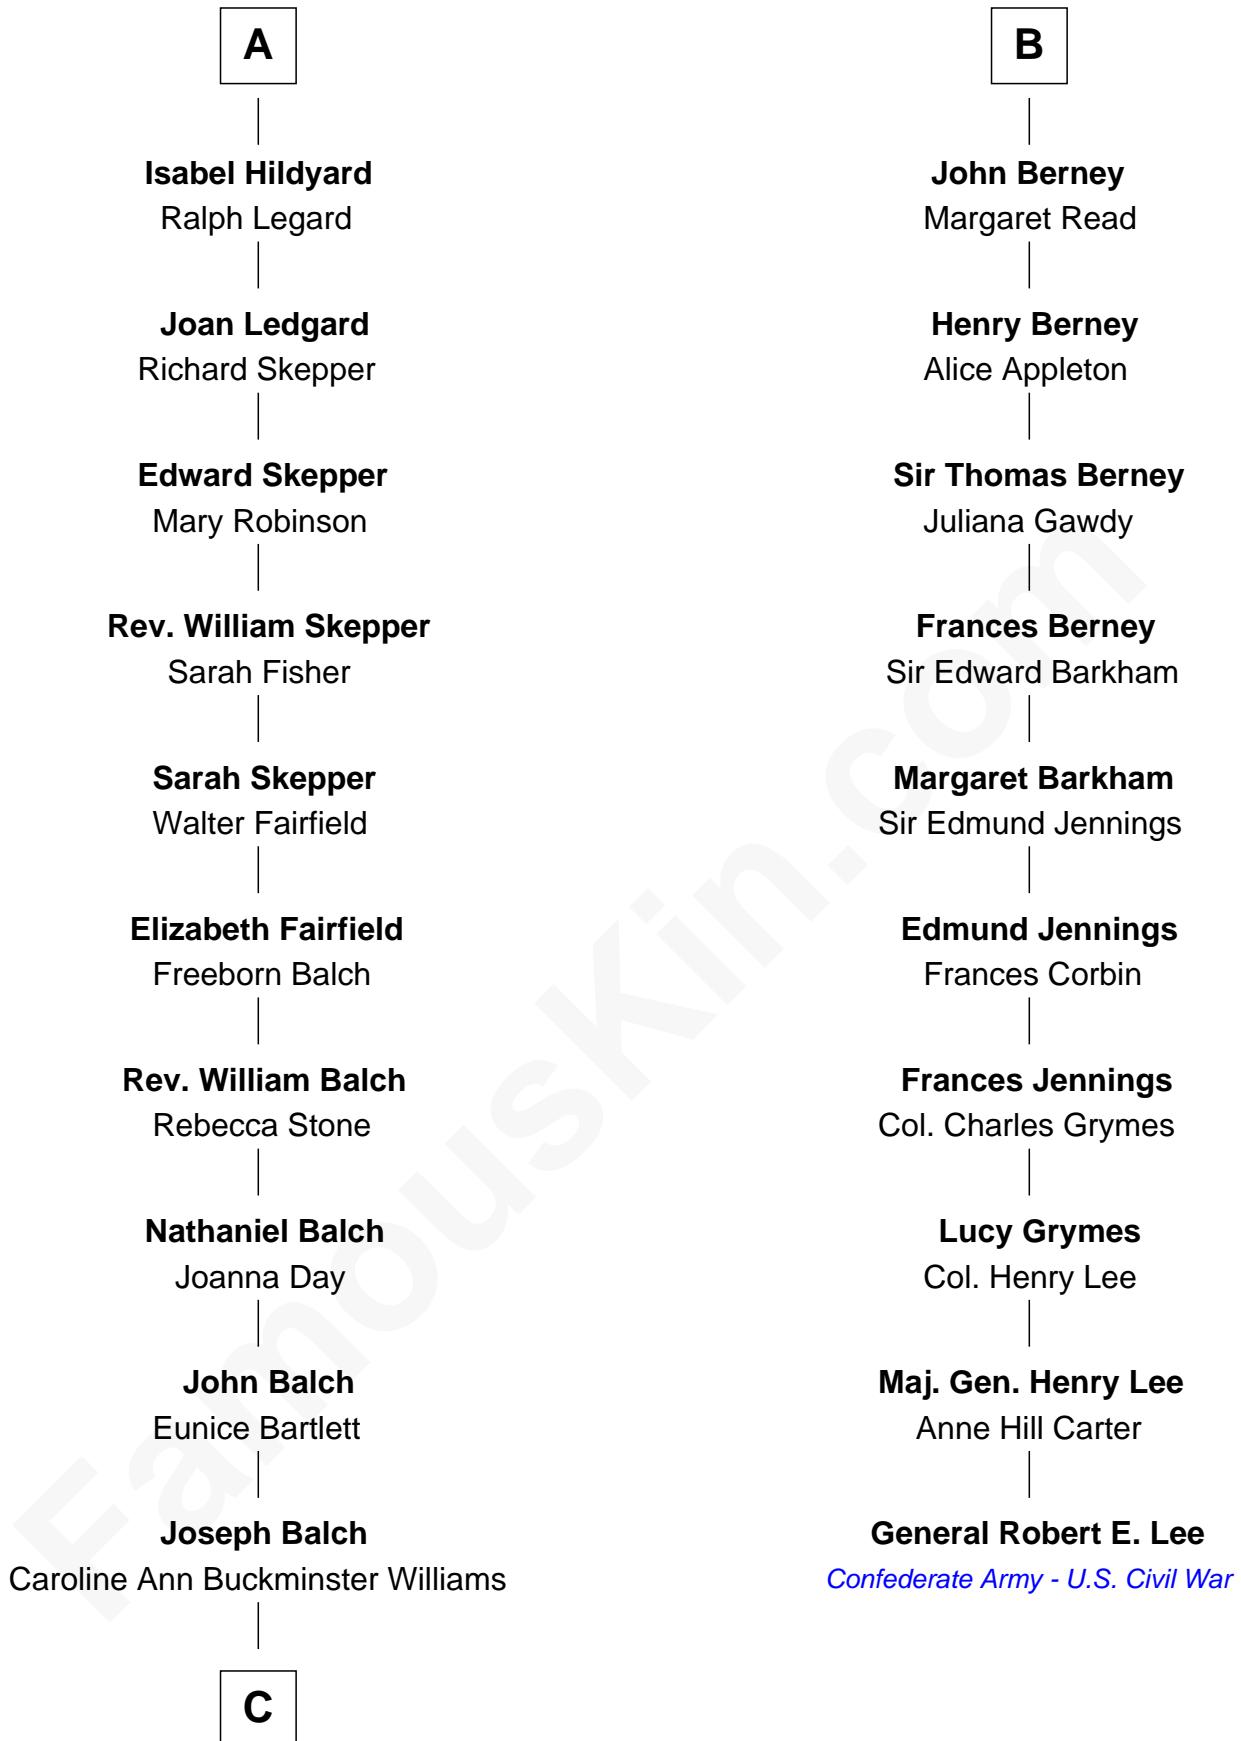 A
Isabel Hildyard
Ralph Legard
Joan Ledgard
Richard Skepper
Edward Skepper
Mary Robinson
Rev. William Skepper
Sarah Fisher
Sarah Skepper
Walter Fairfield
Elizabeth Fairfield
Freeborn Balch
Rev. William Balch
Rebecca Stone
Nathaniel Balch
Joanna Day
John Balch
Eunice Bartlett
Joseph Balch
Caroline Ann Buckminster Williams
C
B
John Berney
Margaret Read
Henry Berney
Alice Appleton
Sir Thomas Berney
Juliana Gawdy
Frances Berney
Sir Edward Barkham
Margaret Barkham
Sir Edmund Jennings
Edmund Jennings
Frances Corbin
Frances Jennings
Col. Charles Grymes
Lucy Grymes
Col. Henry Lee
Maj. Gen. Henry Lee
Anne Hill Carter
General Robert E. Lee
Confederate Army - U.S. Civil War
FamousKin.com